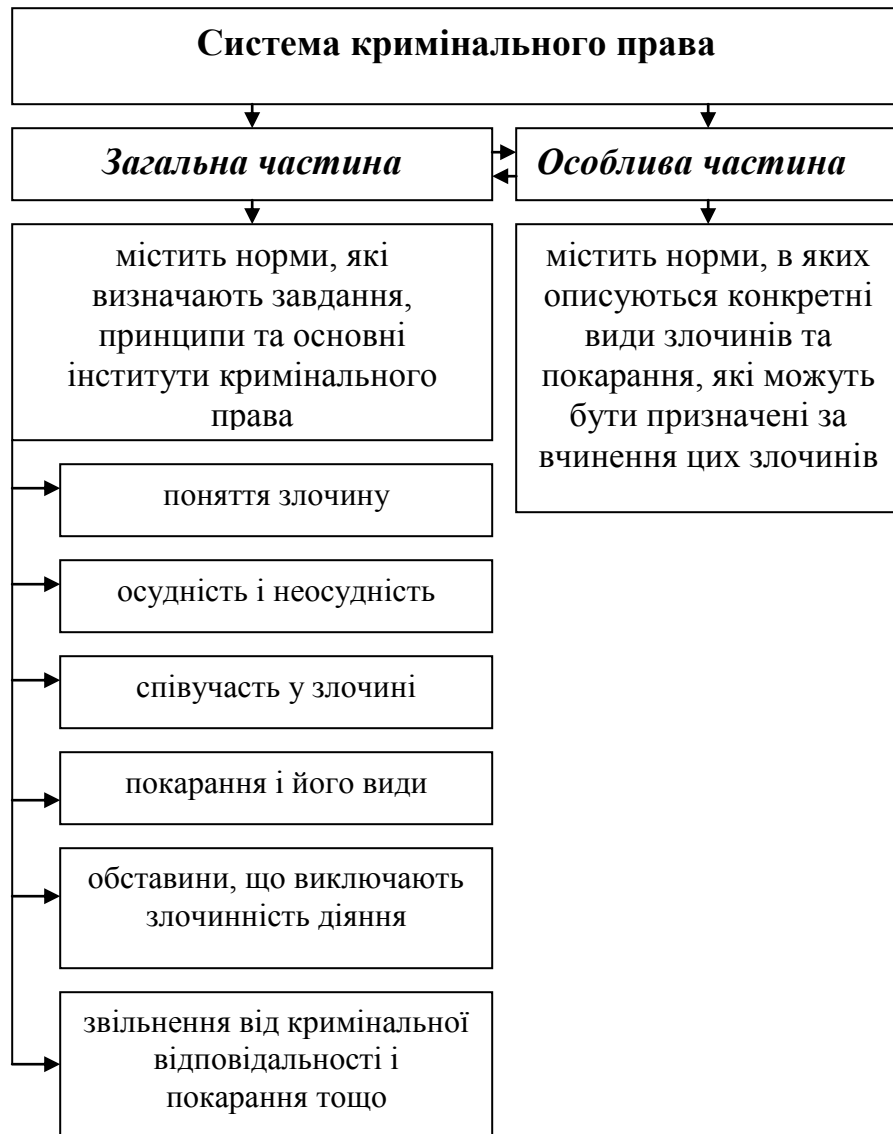 Система кримінального права
Загальна частина
Особлива частина
містить норми, які
визначають завдання,
принципи та основні
інститути кримінального
права
містить норми, в яких
описуються конкретні
види злочинів та
покарання, які можуть
бути призначені за
вчинення цих злочинів
поняття злочину
осудність і неосудність
співучасть у злочині
покарання і його види
обставини, що виключають
злочинність діяння
звільнення від кримінальної
відповідальності і
покарання тощо